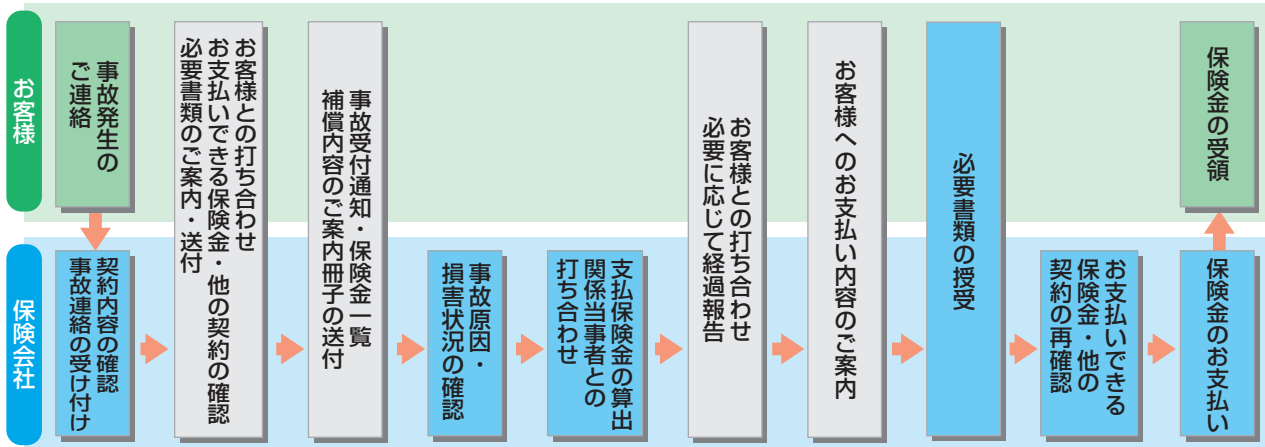 お客様
事故発生の
ご連絡
契約内容の確認
事故連絡の受け付け
お客様との打ち合わせ
お支払いできる保険金・他の契約の確認
必要書類のご案内・送付
事故受付通知・保険金一覧
補償内容のご案内冊子の送付
事故原因・
損害状況の確認
支払保険金の算出
関係当事者との
打ち合わせ
お客様との打ち合わせ
必要に応じて経過報告
お客様へのお支払い内容のご案内
必要書類の授受
お支払いできる
保険金・他の
契約の再確認
保険金のお支払い
保険金の受領
保険会社